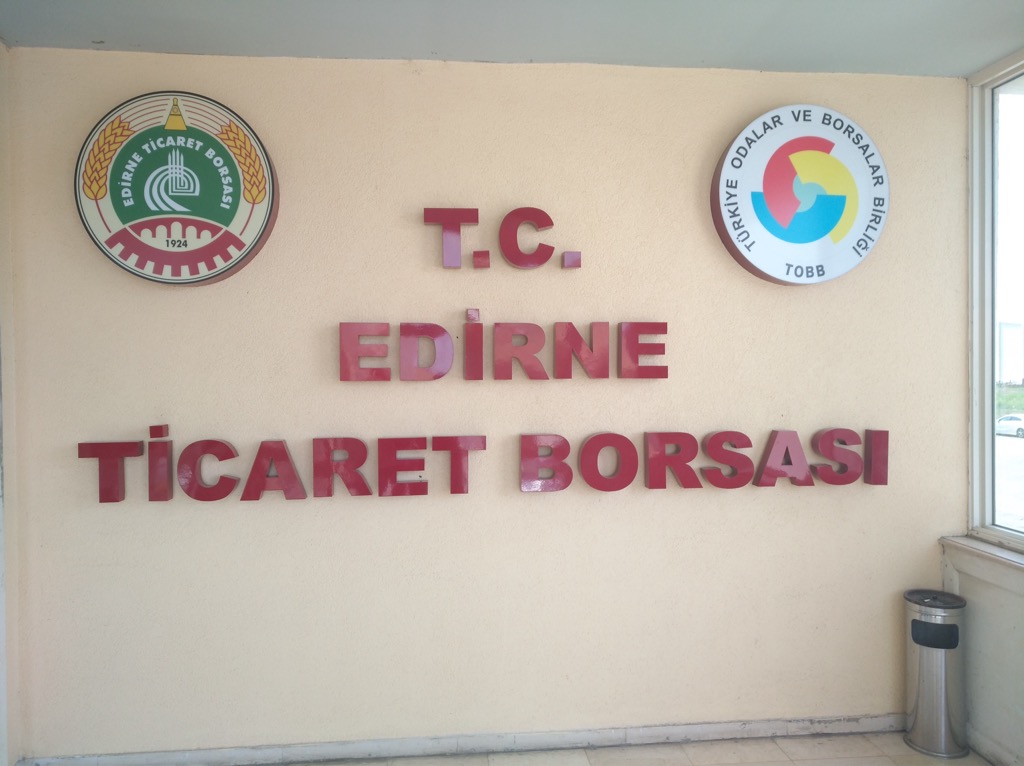 EDİRNE TİCARET BORSASI
1924
TÜRKİYE ODALAR VE BORSALAR BİRLİĞİ
TOBB
T.C.
EDİRNE
TİCARET BORSASI